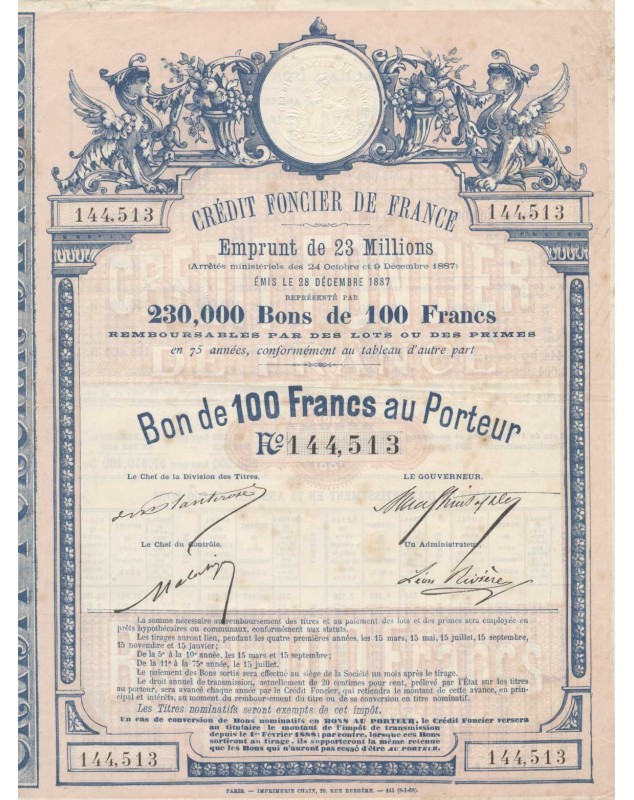 144,513
144,513
CRÉDIT FONCIER DE FRANCE
Emprunt de 23 Millions
(Arrêtés ministériels des 24 Octobre et 9 Décembre 1887)
ÉMIS LE 28 DÉCEMBRE 1887
REPRÉSENTÉ PAR
230,000 Bons de 100 Francs
REMBOURSABLES PAR DES LOTS OU DES PRIMES
en 75 années, conformément au tableau d'autre part
Bon de 100 Francs au Porteur
No 144,513
Le Chef de la Division des Titres,
LE GOUVERNEUR,
Le Chef du Contrôle,
Un Administrateur,
Léon Rivière
La somme nécessaire au remboursement des titres et au paiement des lots et des primes sera employée en
prêts hypothécaires ou communaux, conformément aux statuts.
Les tirages auront lieu, pendant les quatre premières années, les 15 mars, 15 mai, 15 juillet, 15 septembre,
15 novembre et 15 janvier;
De la 5e à la 10e année, les 15 mars et 15 septembre;
De la 11e à la 75e année, le 15 juillet.
Le paiement des Bons sortis sera effectué au siège de la Société un mois après le tirage.
Le droit annuel de transmission, actuellement de 20 centimes pour cent, prélevé par l'État sur les titres
au porteur, sera avancé chaque année par le Crédit Foncier, qui retiendra le montant de cette avance, en prin-
cipal et intérêts, au moment du remboursement du titre ou de sa conversion en titre nominatif.
Les Titres nominatifs seront exempts de cet impôt.
En cas de conversion de Bons nominatifs en BONS AU PORTEUR, le Crédit Foncier versera
au titulaire le montant de l'impôt de transmission
depuis le 1er Février 1888; par contre, lorsque ces Bons
sortiront au tirage, ils supporteront la même retenue
que les Bons qui n'auront pas cessé d'être AU PORTEUR.
144,513
144,513
PARIS. — IMPRIMERIE CHAIX, 20, RUE BERGÈRE.